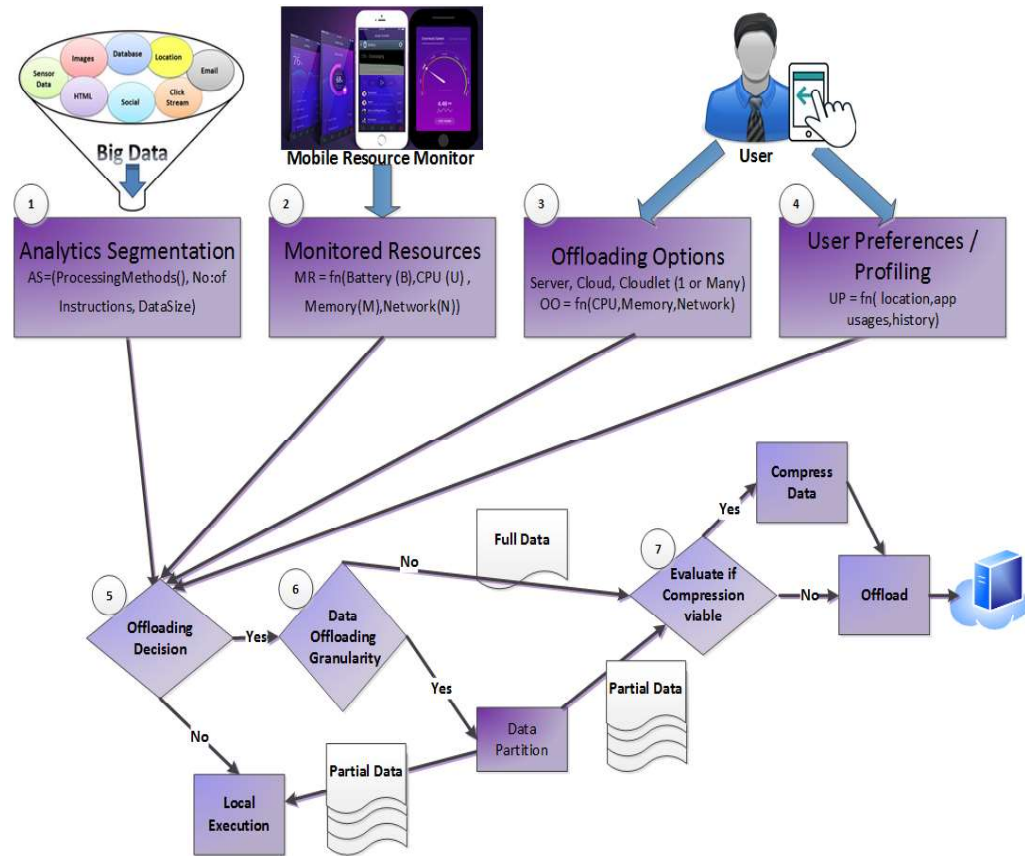 Images
Database
Location
Email
Sensor
Data
HTML
Social
Click
Stream
Big Data
Mobile Resource Monitor
User
1
Analytics Segmentation
AS=(ProcessingMethods(), No:of
Instructions, DataSize)
2
Monitored Resources
MR = fn(Battery (B),CPU (U) ,
Memory(M),Network(N))
3
Offloading Options
Server, Cloud, Cloudlet (1 or Many)
OO = fn(CPU,Memory,Network)
4
User Preferences /
Profiling
UP = fn( location,app
usages,history)
5
Offloading
Decision
Yes
No
6
Data
Offloading
Granularity
No
Yes
Full Data
7
Evaluate if
Compression
viable
Yes
No
Compress
Data
Offload
Data
Partition
Partial Data
Partial Data
Local
Execution